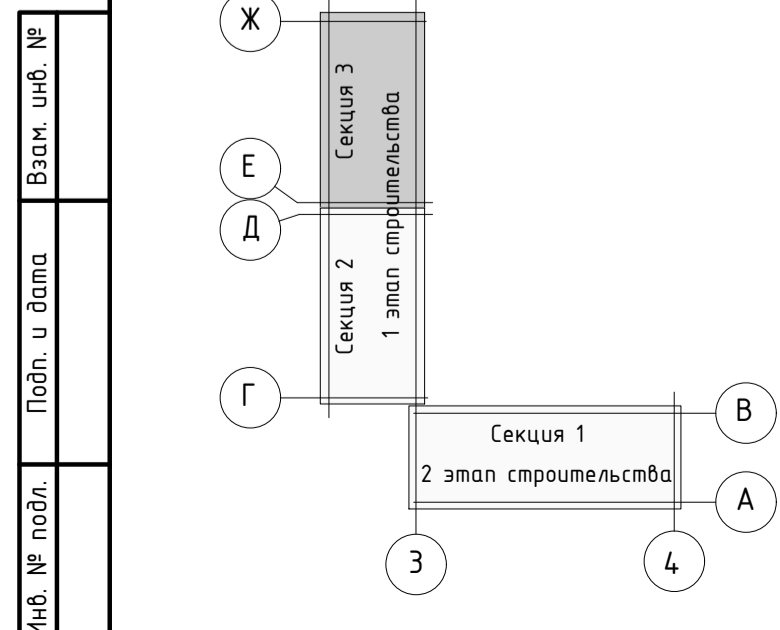 Взам. инв. №
Подп. и дата
Инв. № подл.
Ж
Е
Д
Г
Секция 3
Секция 2
1 этап строительства
Секция 1
2 этап строительства
В
А
3
4